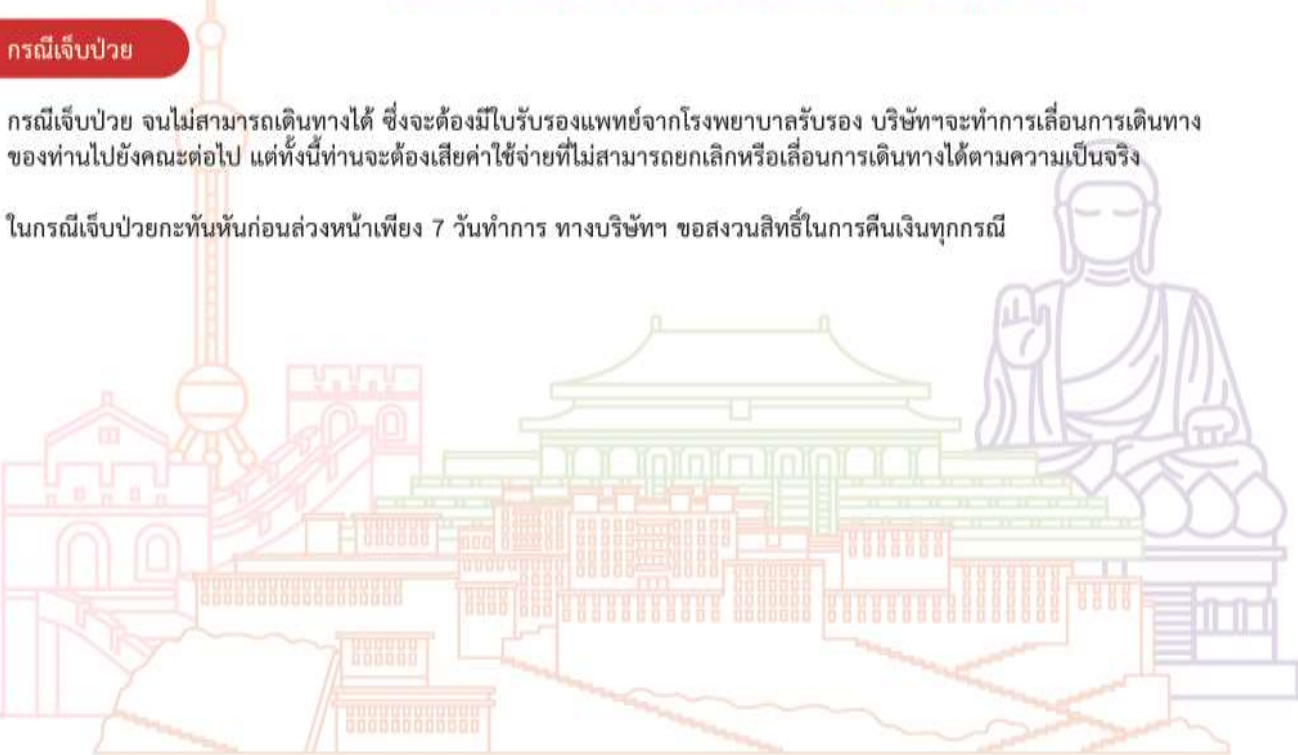 กรณีเจ็บป่วย
กรณีเจ็บป่วย จนไม่สามารถเดินทางได้ ซึ่งจะต้องมีใบรับรองแพทย์จากโรงพยาบาลรับรอง บริษัทฯจะทำการเลื่อนการเดินทาง
ของท่านไปยังคณะต่อไป แต่ทั้งนี้ท่านจะต้องเสียค่าใช้จ่ายที่ไม่สามารถยกเลิกหรือเลื่อนการเดินทางได้ตามความเป็นจริง
ในกรณีเจ็บป่วยกะทันหันก่อนล่วงหน้าเพียง 7 วันทำการ ทางบริษัทฯ ขอสงวนสิทธิ์ในการคืนเงินทุกกรณี